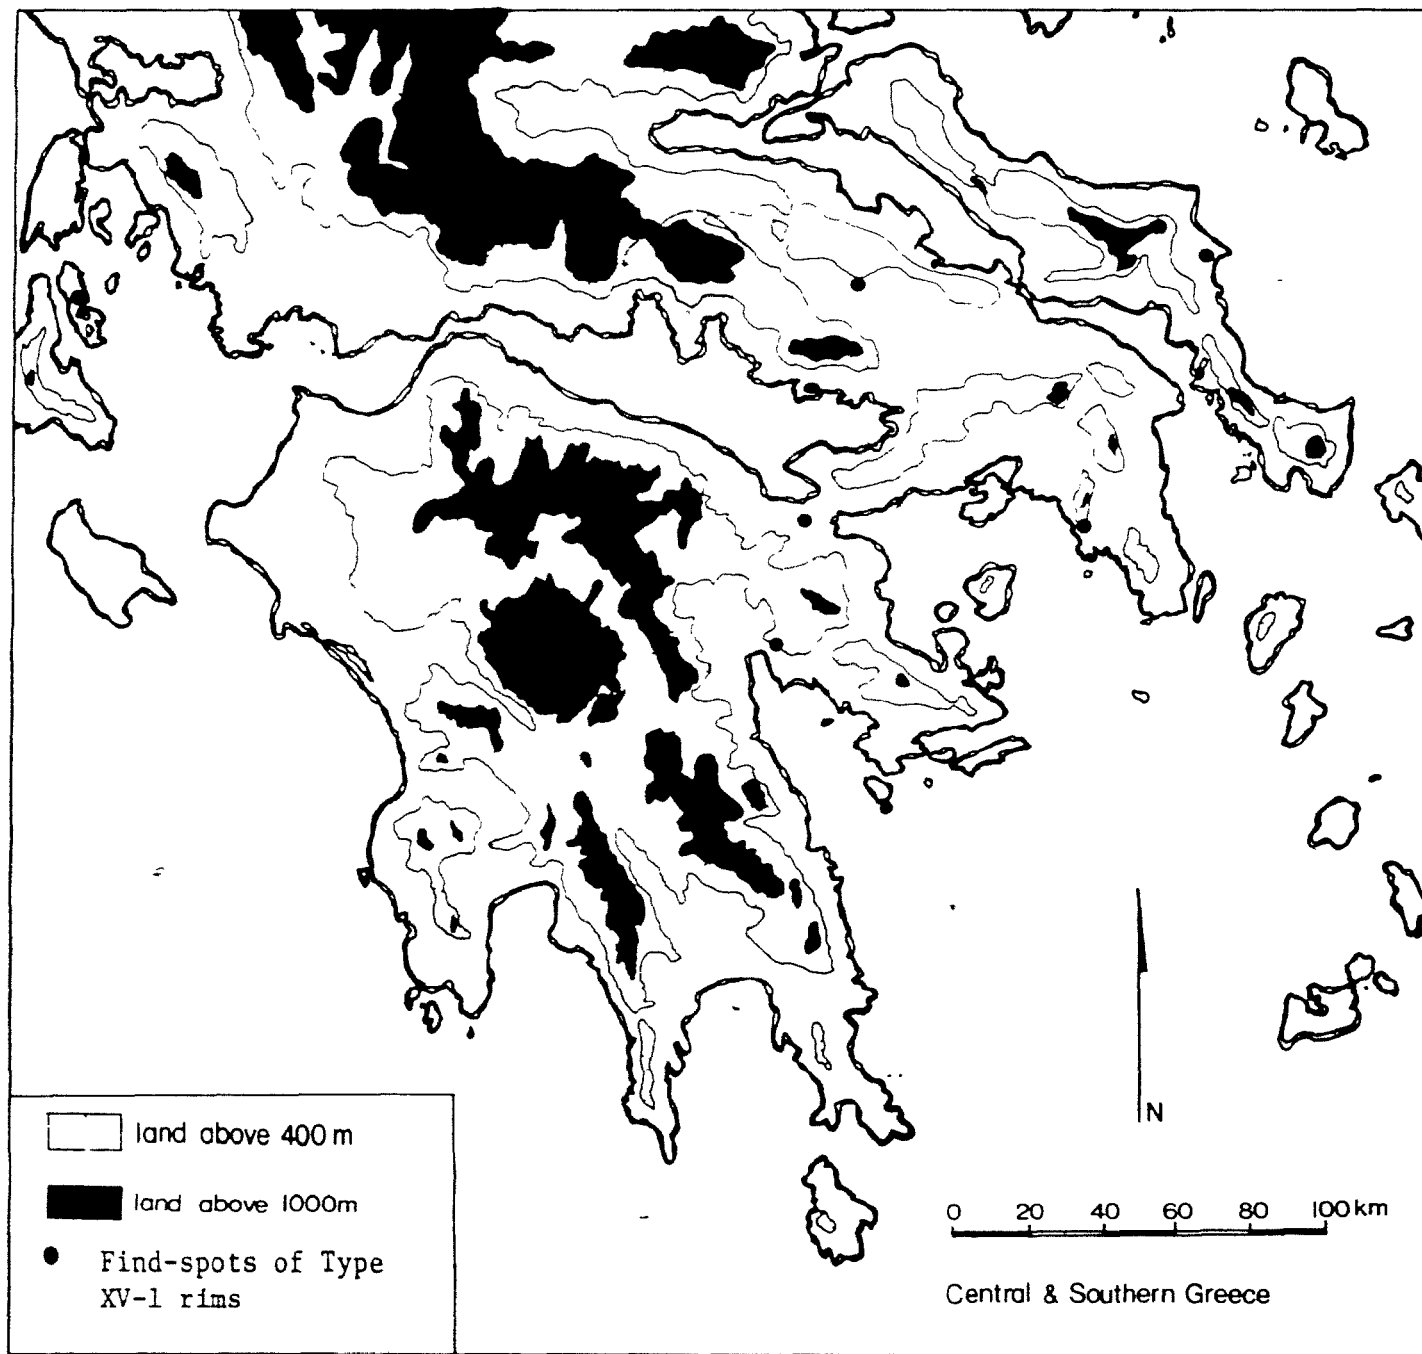 land above 400 m
land above 1000m
Find-spots of Type
XV-1 rims
N
0 20 40 60 80 100 km
Central & Southern Greece